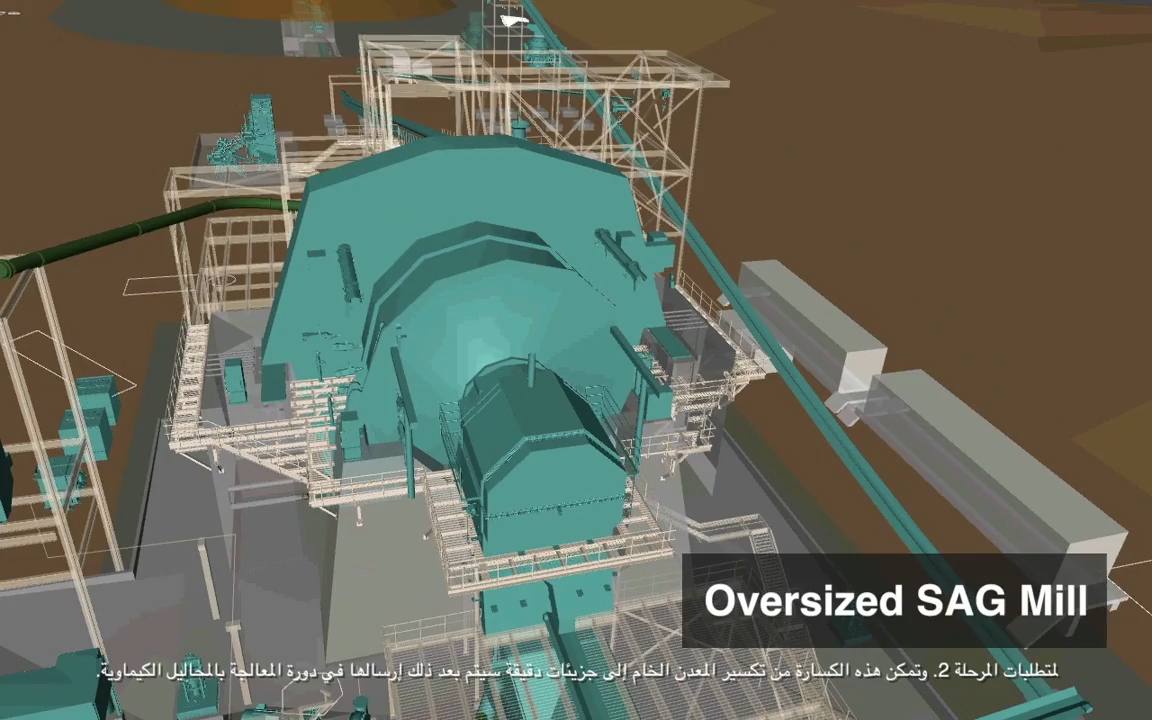 Oversized SAG Mill
لمتطلبات المرحلة 2. وتمكن هذه الكسارة من تكسير المعدن الخام إلى جزيئات دقيقة سيتم بعد ذلك إرسالها في دورة المعالجة بالمحاليل الكيماوية.